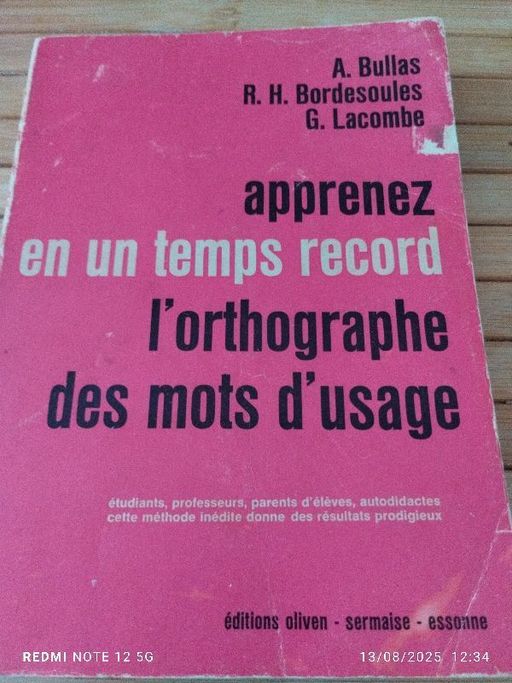 A. Bullas
R. H. Bordesoules
G. Lacombe
apprenez
en un temps record
l'orthographe
des mots d'usage
étudiants, professeurs, parents d'élèves, autodidactes
cette méthode inédite donne des résultats prodigieux
éditions oliven - sermaise - essonne
REDMI NOTE 12 5G
13/08/2025 12:34